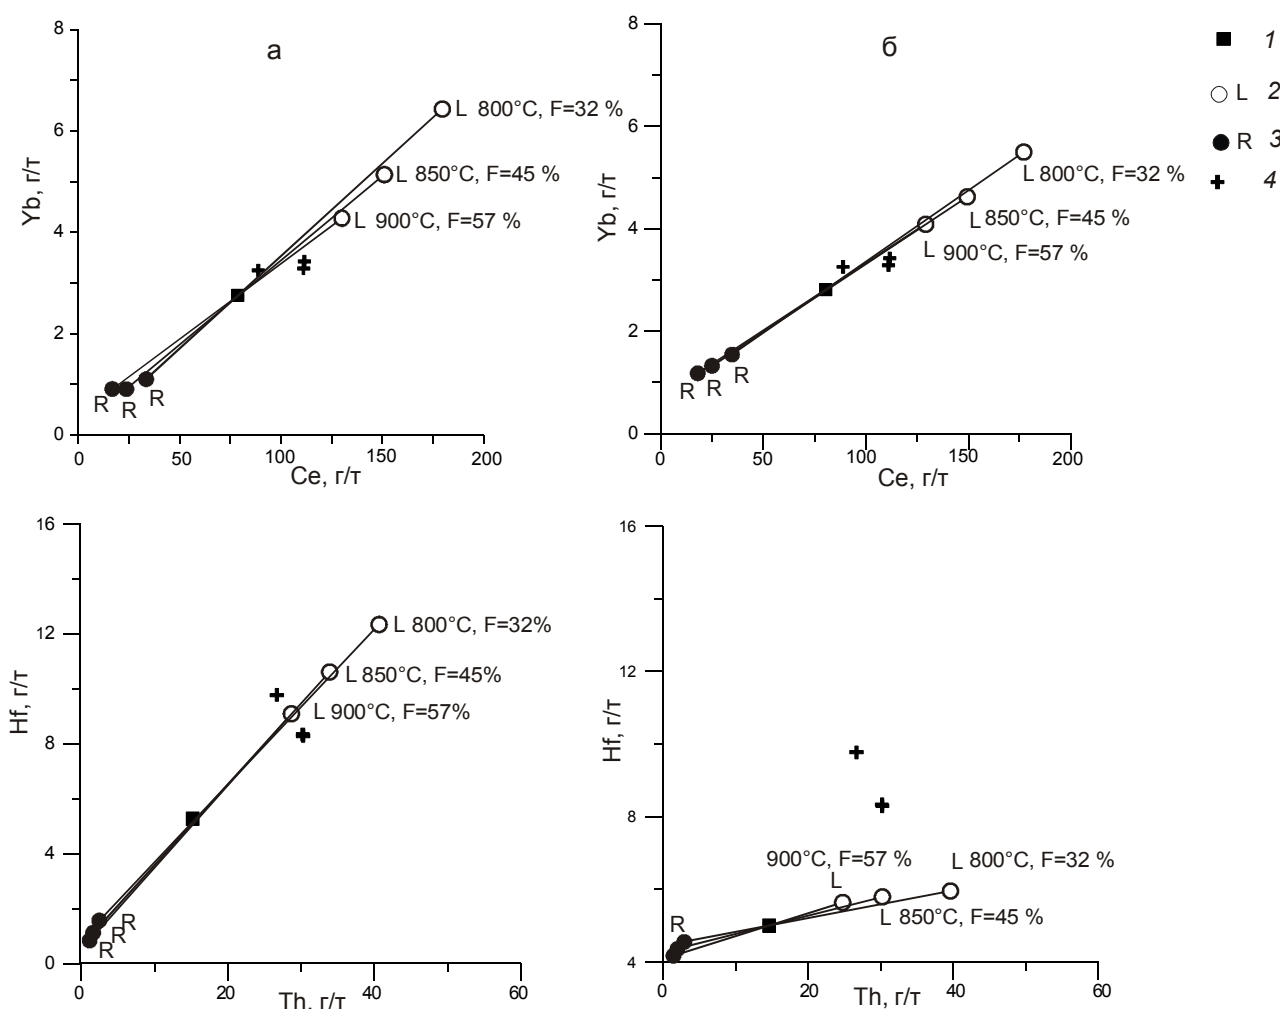 а
Yb, г/т
8
6
4
2
0
L 800°C, F=32 %
L 850°C, F=45 %
L 900°C, F=57 %
R
R
R
0
50
100
150
200
Ce, г/т
б
Yb, г/т
8
6
4
2
0
L 800°C, F=32 %
L 850°C, F=45 %
L 900°C, F=57 %
R
R
R
0
50
100
150
200
Ce, г/т
1
L 2
R 3
4
Hf, г/т
16
12
8
4
0
L 800°C, F=32%
L 850°C, F=45%
L 900°C, F=57%
R
R
R
0
20
40
60
Th, г/т
Hf, г/т
16
12
8
4
900°C, F=57 %
L
L 800°C, F=32 %
L 850°C, F=45 %
R
0
20
40
60
Th, г/т